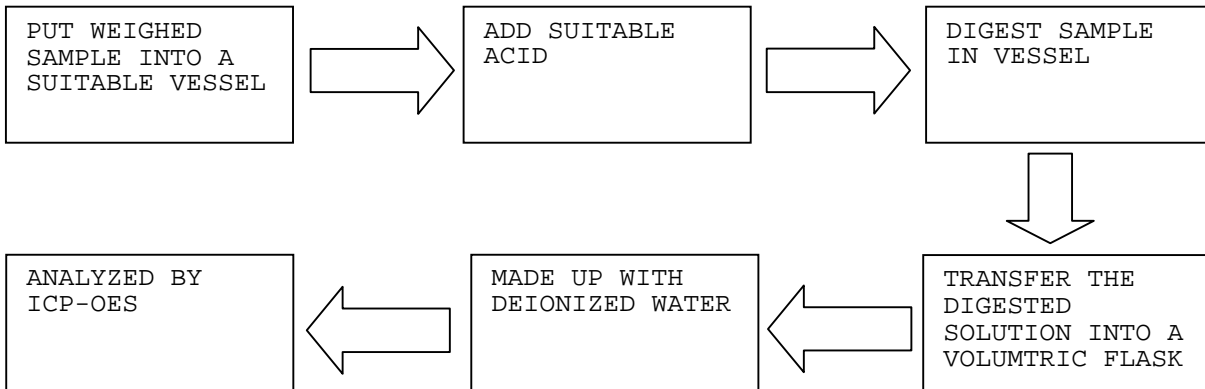 PUT WEIGHED
SAMPLE INTO A
SUITABLE VESSEL
ADD SUITABLE
ACID
DIGEST SAMPLE
IN VESSEL
TRANSFER THE
DIGESTED
SOLUTION INTO A
VOLUMTRIC FLASK
MADE UP WITH
DEIONIZED WATER
ANALYZED BY
ICP-OES